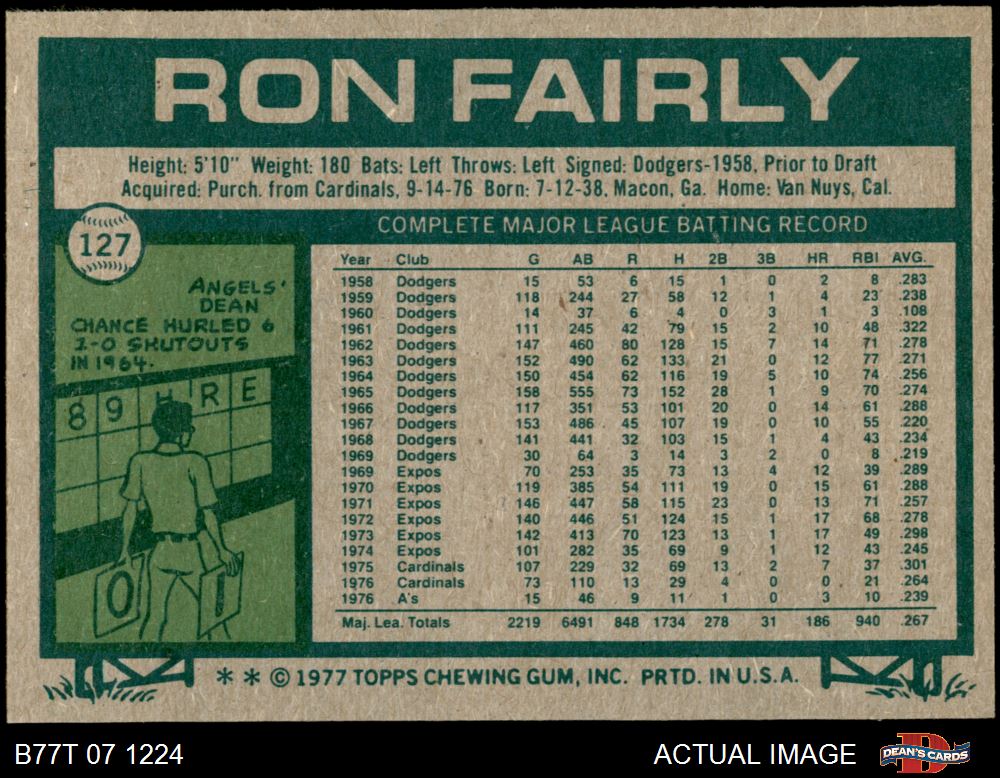 RON FAIRLY
Height: 5'10" Weight: 180 Bats: Left Throws: Left Signed: Dodgers-1958, Prior to Draft
Acquired: Purch. from Cardinals, 9-14-76 Born: 7-12-38, Macon, Ga. Home: Van Nuys, Cal.
127
COMPLETE MAJOR LEAGUE BATTING RECORD
ANGELS'
DEAN
CHANCE HURLED 6
1-0 SHUTOUTS
IN 1964.
8 9 H I R E
0 1
Year Club G AB R H 2B 3B HR RBI AVG.
1958 Dodgers 15 53 6 15 1 0 2 8 .283
1959 Dodgers 118 244 27 58 12 1 4 23 .238
1960 Dodgers 14 37 6 4 0 3 1 3 .108
1961 Dodgers 111 245 42 79 15 2 10 48 .322
1962 Dodgers 147 460 80 128 15 7 14 71 .278
1963 Dodgers 152 490 62 133 21 0 12 77 .271
1964 Dodgers 150 454 62 116 19 5 10 74 .256
1965 Dodgers 158 555 73 152 28 1 9 70 .274
1966 Dodgers 117 351 53 101 20 0 14 61 .288
1967 Dodgers 153 486 45 107 19 0 10 55 .220
1968 Dodgers 141 441 32 103 15 1 4 43 .234
1969 Dodgers 30 64 3 14 3 2 0 8 .219
1969 Expos 70 253 35 73 13 4 12 39 .289
1970 Expos 119 385 54 111 19 0 15 61 .288
1971 Expos 146 447 58 115 23 0 13 71 .257
1972 Expos 140 446 51 124 15 1 17 68 .278
1973 Expos 142 413 70 123 13 1 17 49 .298
1974 Expos 101 282 35 69 9 1 12 43 .245
1975 Cardinals 107 229 32 69 13 2 7 37 .301
1976 Cardinals 73 110 13 29 4 0 0 21 .264
1976 A's 15 46 9 11 1 0 3 10 .239
Maj. Lea. Totals 2219 6491 848 1734 278 31 186 940 .267
* * © 1977 TOPPS CHEWING GUM, INC. PRTD. IN U.S.A.
B77T 07 1224
ACTUAL IMAGE
DEAN'S CARDS